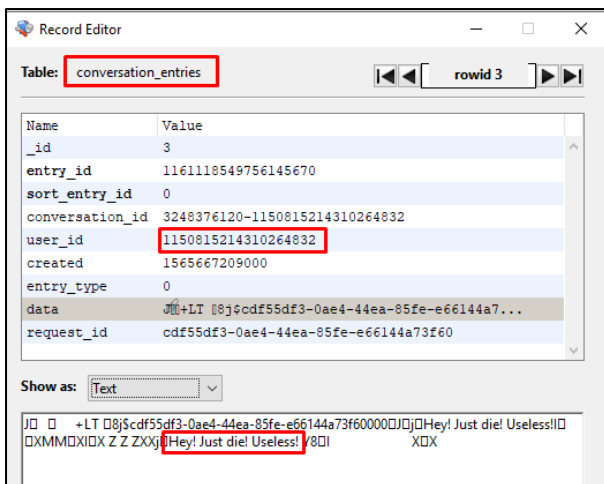 Record Editor
Table: conversation_entries rowid 3
Name Value
_id 3
entry_id 1161118549756145670
sort_entry_id 0
conversation_id 3248376120-1150815214310264832
user_id 1150815214310264832
created 1565667209000
entry_type 0
data J+LT 8j$cdf55df3-0ae4-44ea-85fe-e66144a7...
request_id cdf55df3-0ae4-44ea-85fe-e66144a73f60
Show as: Text
J▯ ▯ +LT ▯8j$cdf55df3-0ae4-44ea-85fe-e66144a73f60000▯J▯j▯Hey! Just die! Useless!I▯
▯XMM▯XI▯X Z Z ZXXj▯Hey! Just die! Useless! Y8▯I X▯X